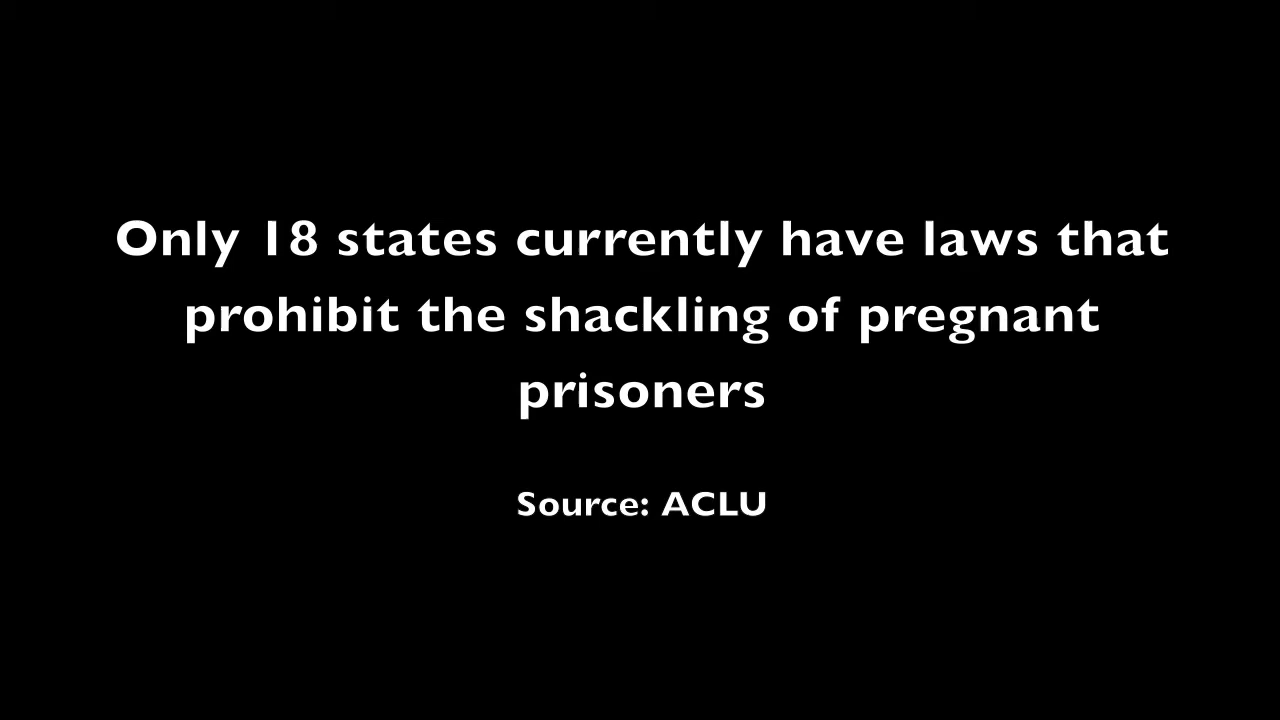 Only 18 states currently have laws that
prohibit the shackling of pregnant
prisoners
Source: ACLU